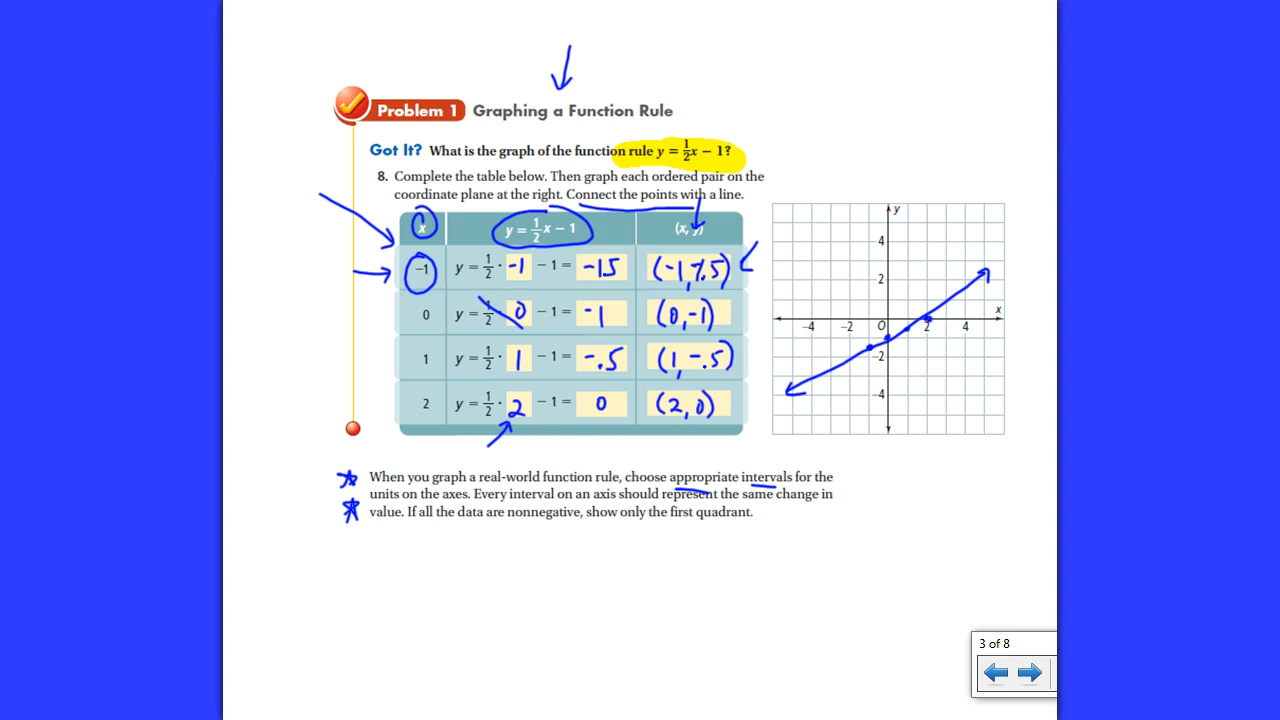 Problem 1 Graphing a Function Rule
Got It? What is the graph of the function rule y = 1/2x − 1?
8. Complete the table below. Then graph each ordered pair on the
coordinate plane at the right. Connect the points with a line.
x y = 1/2x − 1 (x, y)
−1 y = 1/2 · -1 − 1 = -1.5
0 y = 1/2 · 0 − 1 = -1 (0,-1)
1 y = 1/2 · 1 − 1 = -.5 (1,-.5)
2 y = 1/2 · 2 − 1 = 0 (2,0)
y
4
2
x
−4 −2 O 2 4
−2
−4
When you graph a real-world function rule, choose appropriate intervals for the
units on the axes. Every interval on an axis should represent the same change in
value. If all the data are nonnegative, show only the first quadrant.
3 of 8